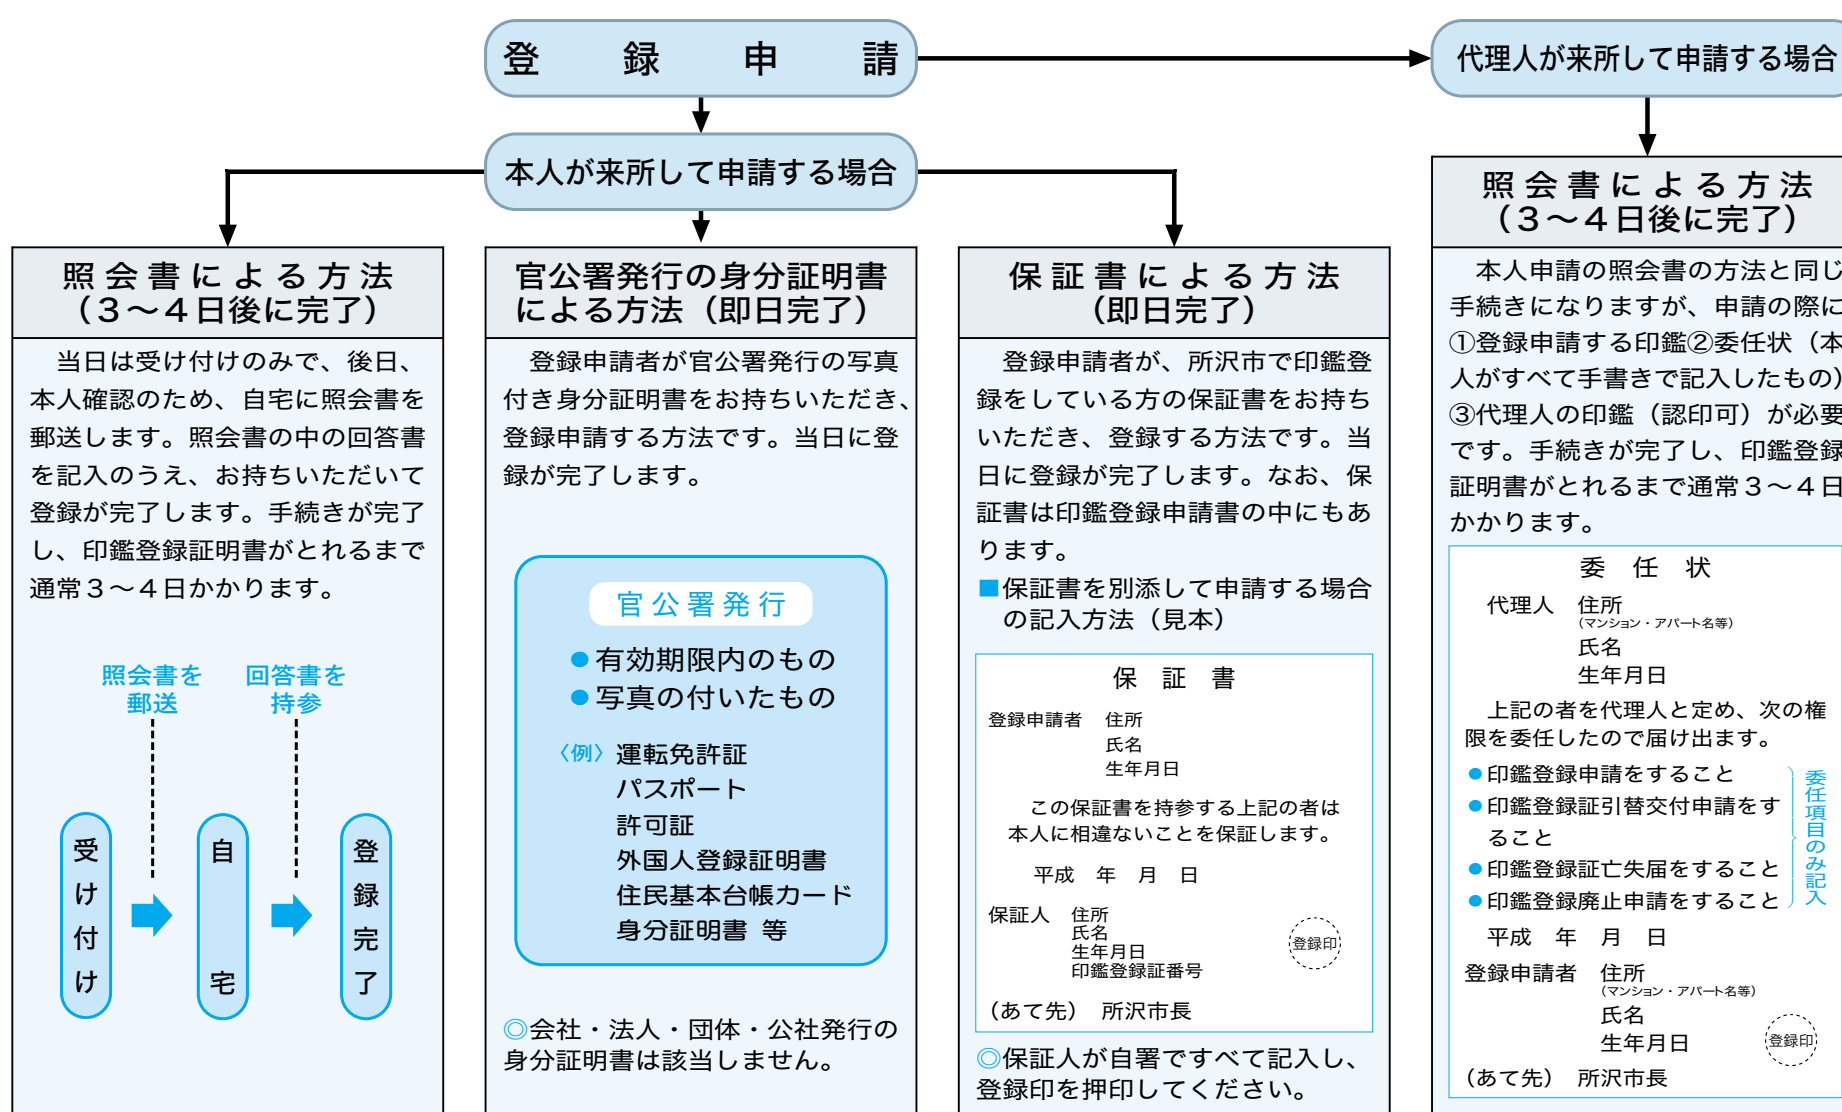 登録申請
代理人が来所して申請する場合
本人が来所して申請する場合
照会書による方法
（３～４日後に完了）
当日は受け付けのみで、後日、
本人確認のため、自宅に照会書を
郵送します。照会書の中の回答書
を記入のうえ、お持ちいただいて
登録が完了します。手続きが完了
し、印鑑登録証明書がとれるまで
通常３～４日かかります。
照会書を
郵送
回答書を
持参
受け付け
自宅
登録完了
官公署発行の身分証明書
による方法（即日完了）
登録申請者が官公署発行の写真
付き身分証明書をお持ちいただき、
登録申請する方法です。当日に登
録が完了します。
官公署発行
●有効期限内のもの
●写真の付いたもの
〈例〉運転免許証
パスポート
許可証
外国人登録証明書
住民基本台帳カード
身分証明書 等
◎会社・法人・団体・公社発行の
身分証明書は該当しません。
保証書による方法
（即日完了）
登録申請者が、所沢市で印鑑登
録をしている方の保証書をお持ち
いただき、登録する方法です。当
日に登録が完了します。なお、保
証書は印鑑登録申請書の中にもあ
ります。
■保証書を別添して申請する場合
の記入方法（見本）
保 証 書
登録申請者 住所
氏名
生年月日
この保証書を持参する上記の者は
本人に相違ないことを保証します。
平成 年 月 日
保証人 住所
氏名
生年月日
印鑑登録証番号
登録印
（あて先） 所沢市長
◎保証人が自署ですべて記入し、
登録印を押印してください。
照会書による方法
（３～４日後に完了）
本人申請の照会書の方法と同じ
手続きになりますが、申請の際に
①登録申請する印鑑②委任状（本
人がすべて手書きで記入したもの）
③代理人の印鑑（認印可）が必要
です。手続きが完了し、印鑑登録
証明書がとれるまで通常３～４日
かかります。
委 任 状
代理人 住所
（マンション・アパート名等）
氏名
生年月日
上記の者を代理人と定め、次の権
限を委任したので届け出ます。
●印鑑登録申請をすること
●印鑑登録証引替交付申請をす
ること
●印鑑登録証亡失届をすること
●印鑑登録廃止申請をすること
委任項目のみ記入
平成 年 月 日
登録申請者 住所
（マンション・アパート名等）
氏名
生年月日
登録印
（あて先） 所沢市長